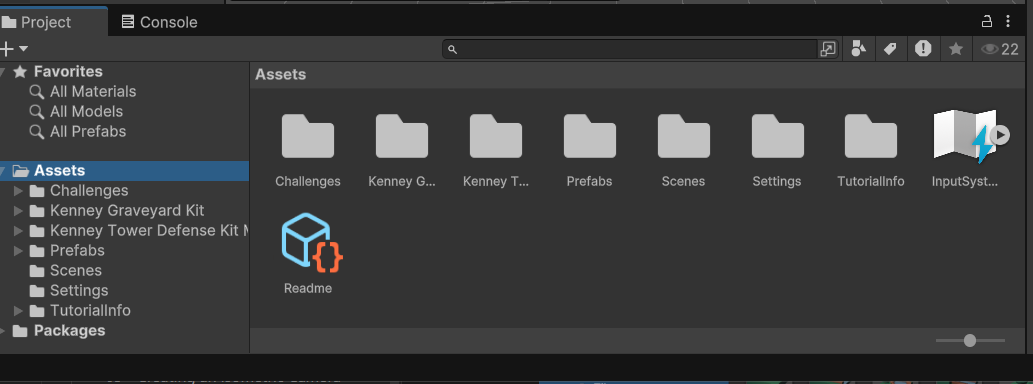 Project
Console
22
Favorites
All Materials
All Models
All Prefabs
Assets
Challenges
Kenney Graveyard Kit
Kenney Tower Defense Kit
Prefabs
Scenes
Settings
TutorialInfo
Packages
Assets
Challenges Kenney G... Kenney T... Prefabs Scenes Settings TutorialInfo InputSyst...
Readme